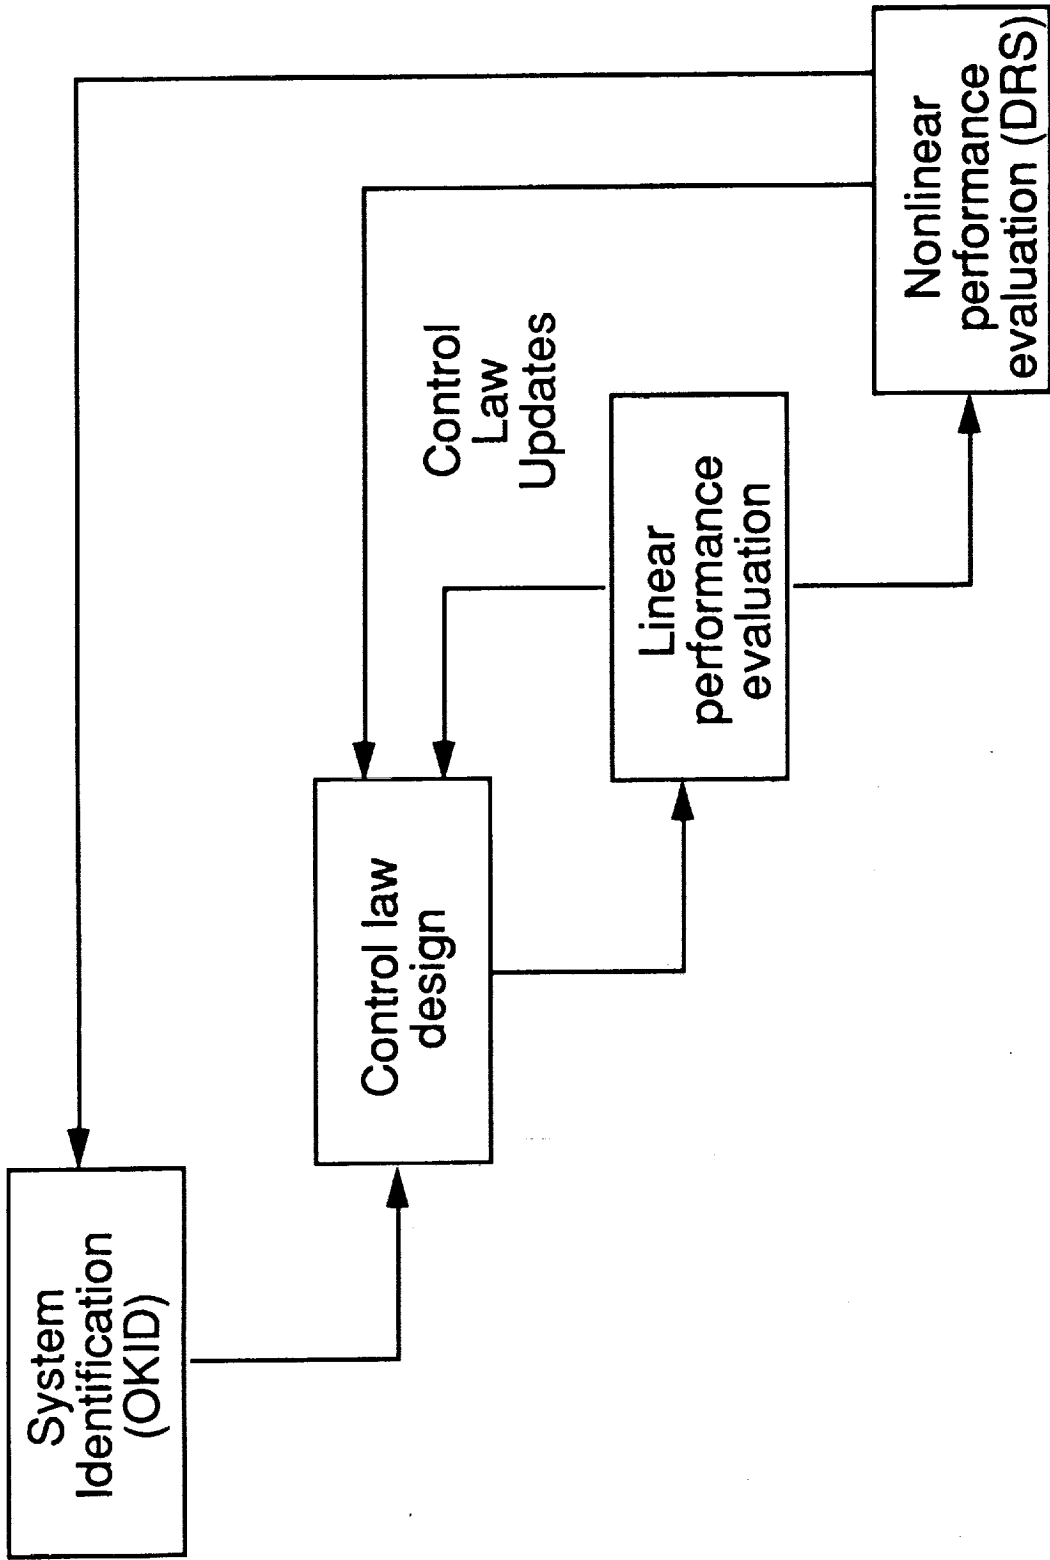 System
Identification
(OKID)
Control law
design
Control
Law
Updates
Linear
performance
evaluation
Nonlinear
performance
evaluation (DRS)